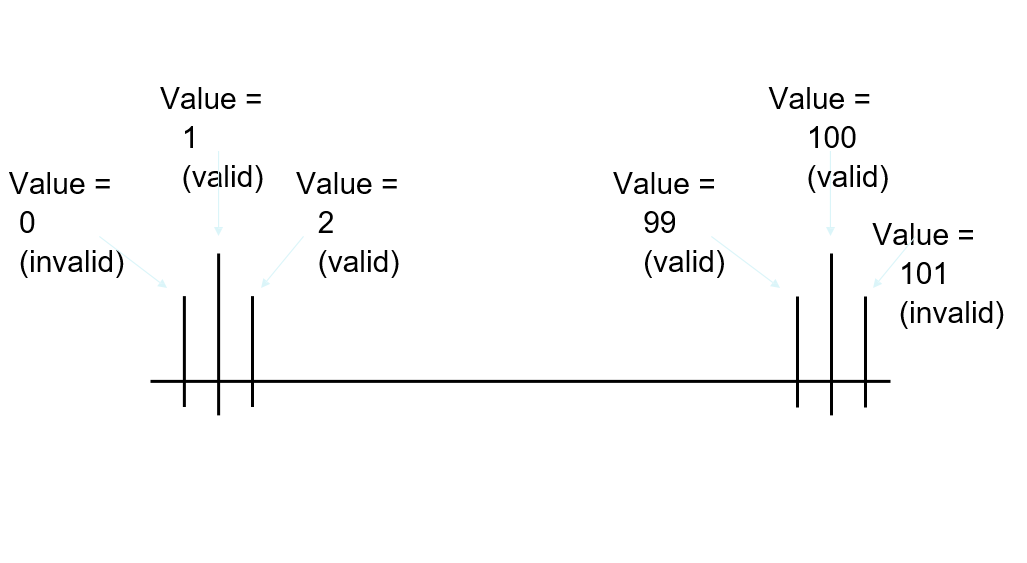 Value =
0
(invalid)
Value =
1
(valid)
Value =
2
(valid)
Value =
99
(valid)
Value =
100
(valid)
Value =
101
(invalid)